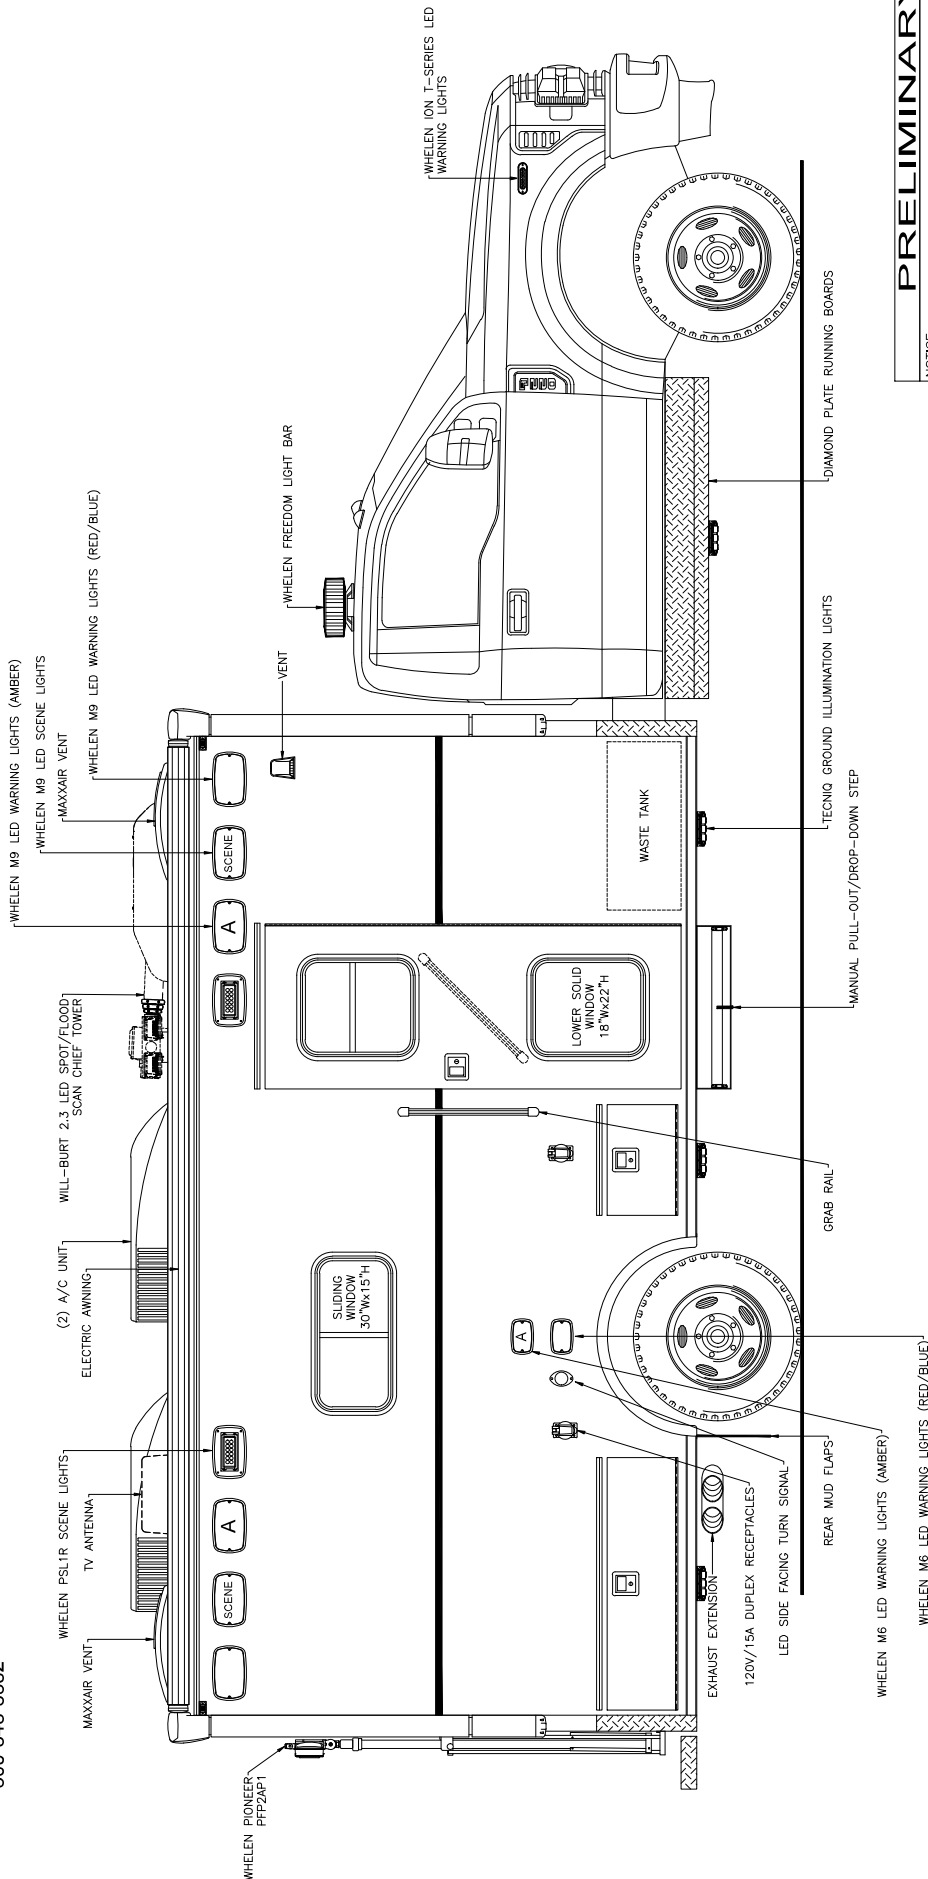 WHELEN ION T-SERIES LED
WARNING LIGHTS
PRELIMINARY
WHELEN M9 LED WARNING LIGHTS (AMBER)
WHELEN M9 LED SCENE LIGHTS
MAXXAIR VENT
WHELEN M9 LED WARNING LIGHTS (RED/BLUE)
WHELEN FREEDOM LIGHT BAR
VENT
WILL-BURT 2.3 LED SPOT/FLOOD
SCAN CHIEF TOWER
(2) A/C UNIT
ELECTRIC AWNING
WHELEN PSL1R SCENE LIGHTS
TV ANTENNA
MAXXAIR VENT
WHELEN PIONEER
PFP2AP1
SCENE
A
A
SCENE
SLIDING
WINDOW
30"Wx15"H
LOWER SOLID
WINDOW
18"Wx22"H
WASTE TANK
A
DIAMOND PLATE RUNNING BOARDS
TECNIQ GROUND ILLUMINATION LIGHTS
MANUAL PULL-OUT/DROP-DOWN STEP
GRAB RAIL
REAR MUD FLAPS
EXHAUST EXTENSION
120V/15A DUPLEX RECEPTACLES
LED SIDE FACING TURN SIGNAL
WHELEN M6 LED WARNING LIGHTS (AMBER)
WHELEN M6 LED WARNING LIGHTS (RED/BLUE)